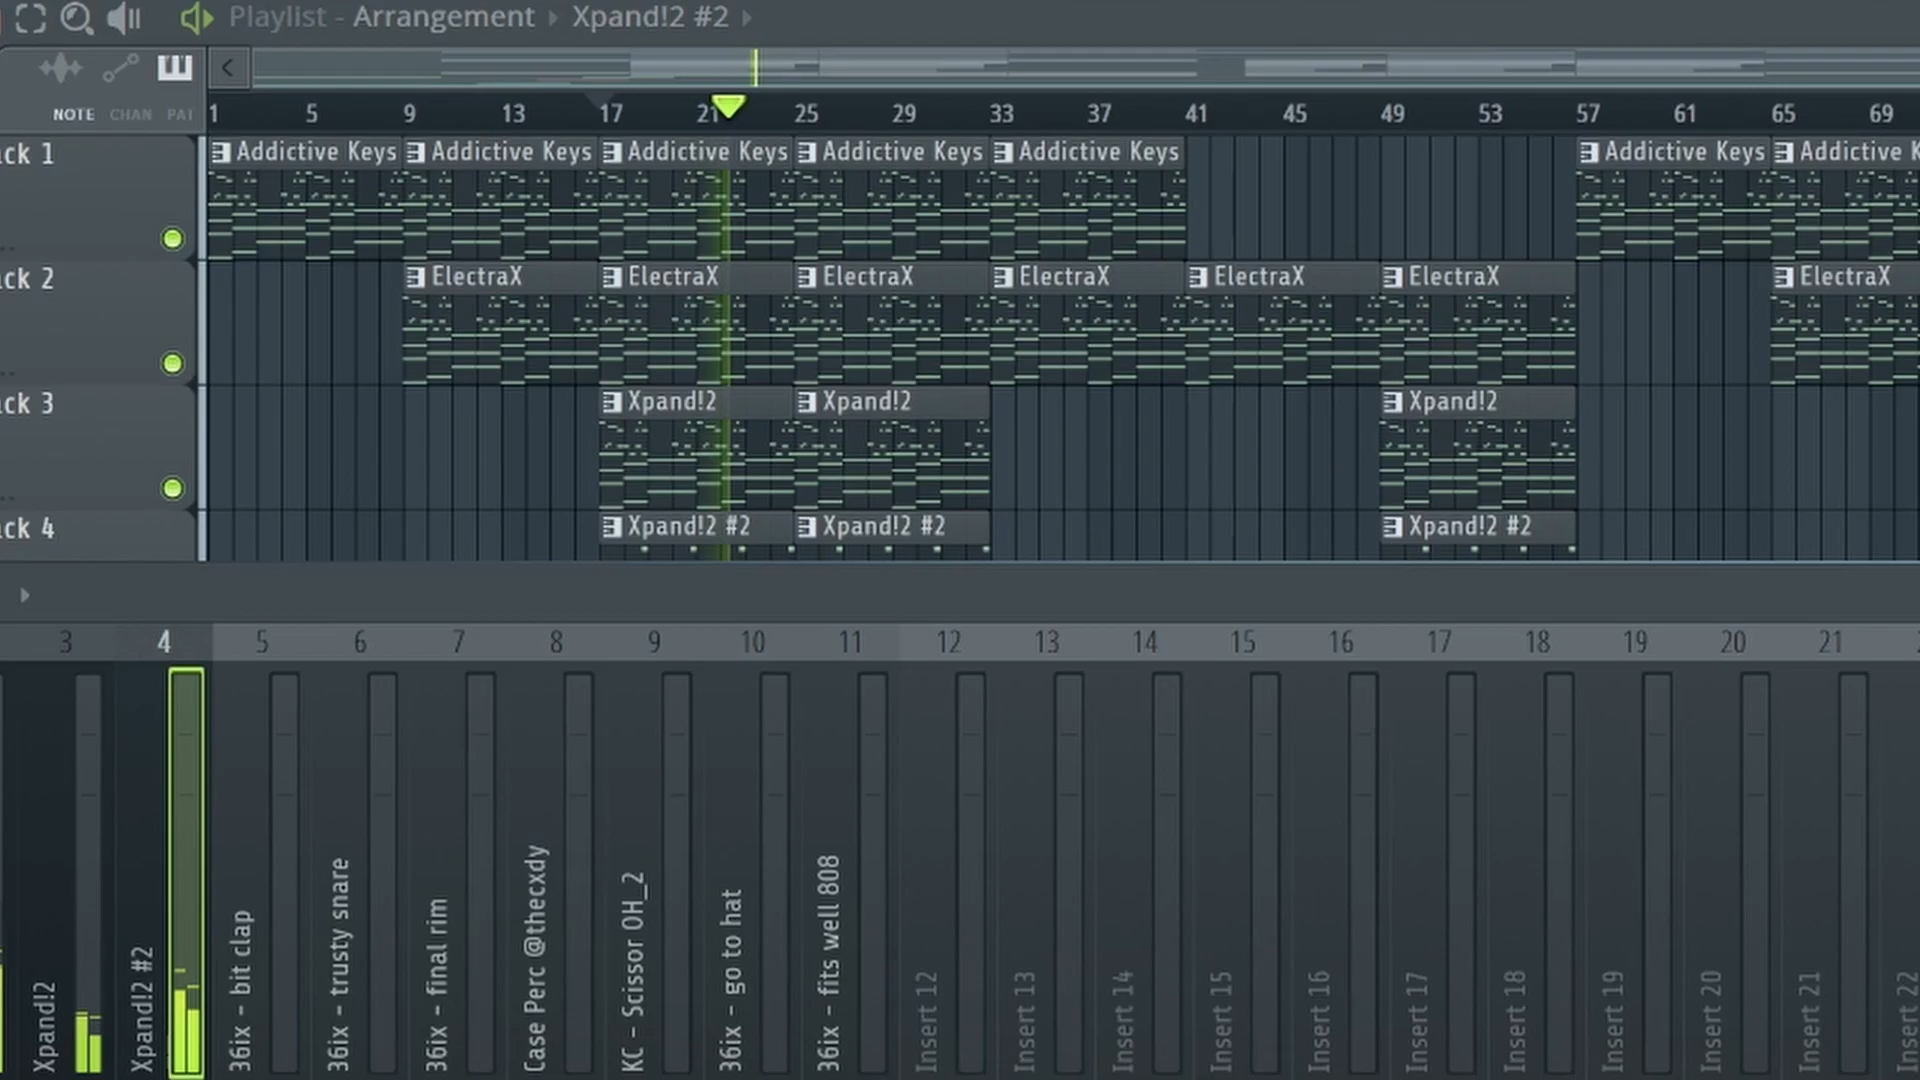 Playlist - Arrangement Xpand!2 #2
NOTE CHAN PAT
1 5 9 13 17 21 25 29 33 37 41 45 49 53 57 61 65 69
ck 1
Addictive Keys Addictive Keys Addictive Keys Addictive Keys Addictive Keys Addictive Keys Addictive K
ck 2
ElectraX ElectraX ElectraX ElectraX ElectraX ElectraX ElectraX
ck 3
Xpand!2 Xpand!2 Xpand!2
ck 4
Xpand!2 #2 Xpand!2 #2 Xpand!2 #2
3 4 5 6 7 8 9 10 11 12 13 14 15 16 17 18 19 20 21
Xpand!2
Xpand!2 #2
36ix - bit clap
36ix - trusty snare
36ix - final rim
Case Perc @thecxdy
KC - Scissor OH_2
36ix - go to hat
36ix - fits well 808
Insert 12
Insert 13
Insert 14
Insert 15
Insert 16
Insert 17
Insert 18
Insert 19
Insert 20
Insert 21
Insert 22